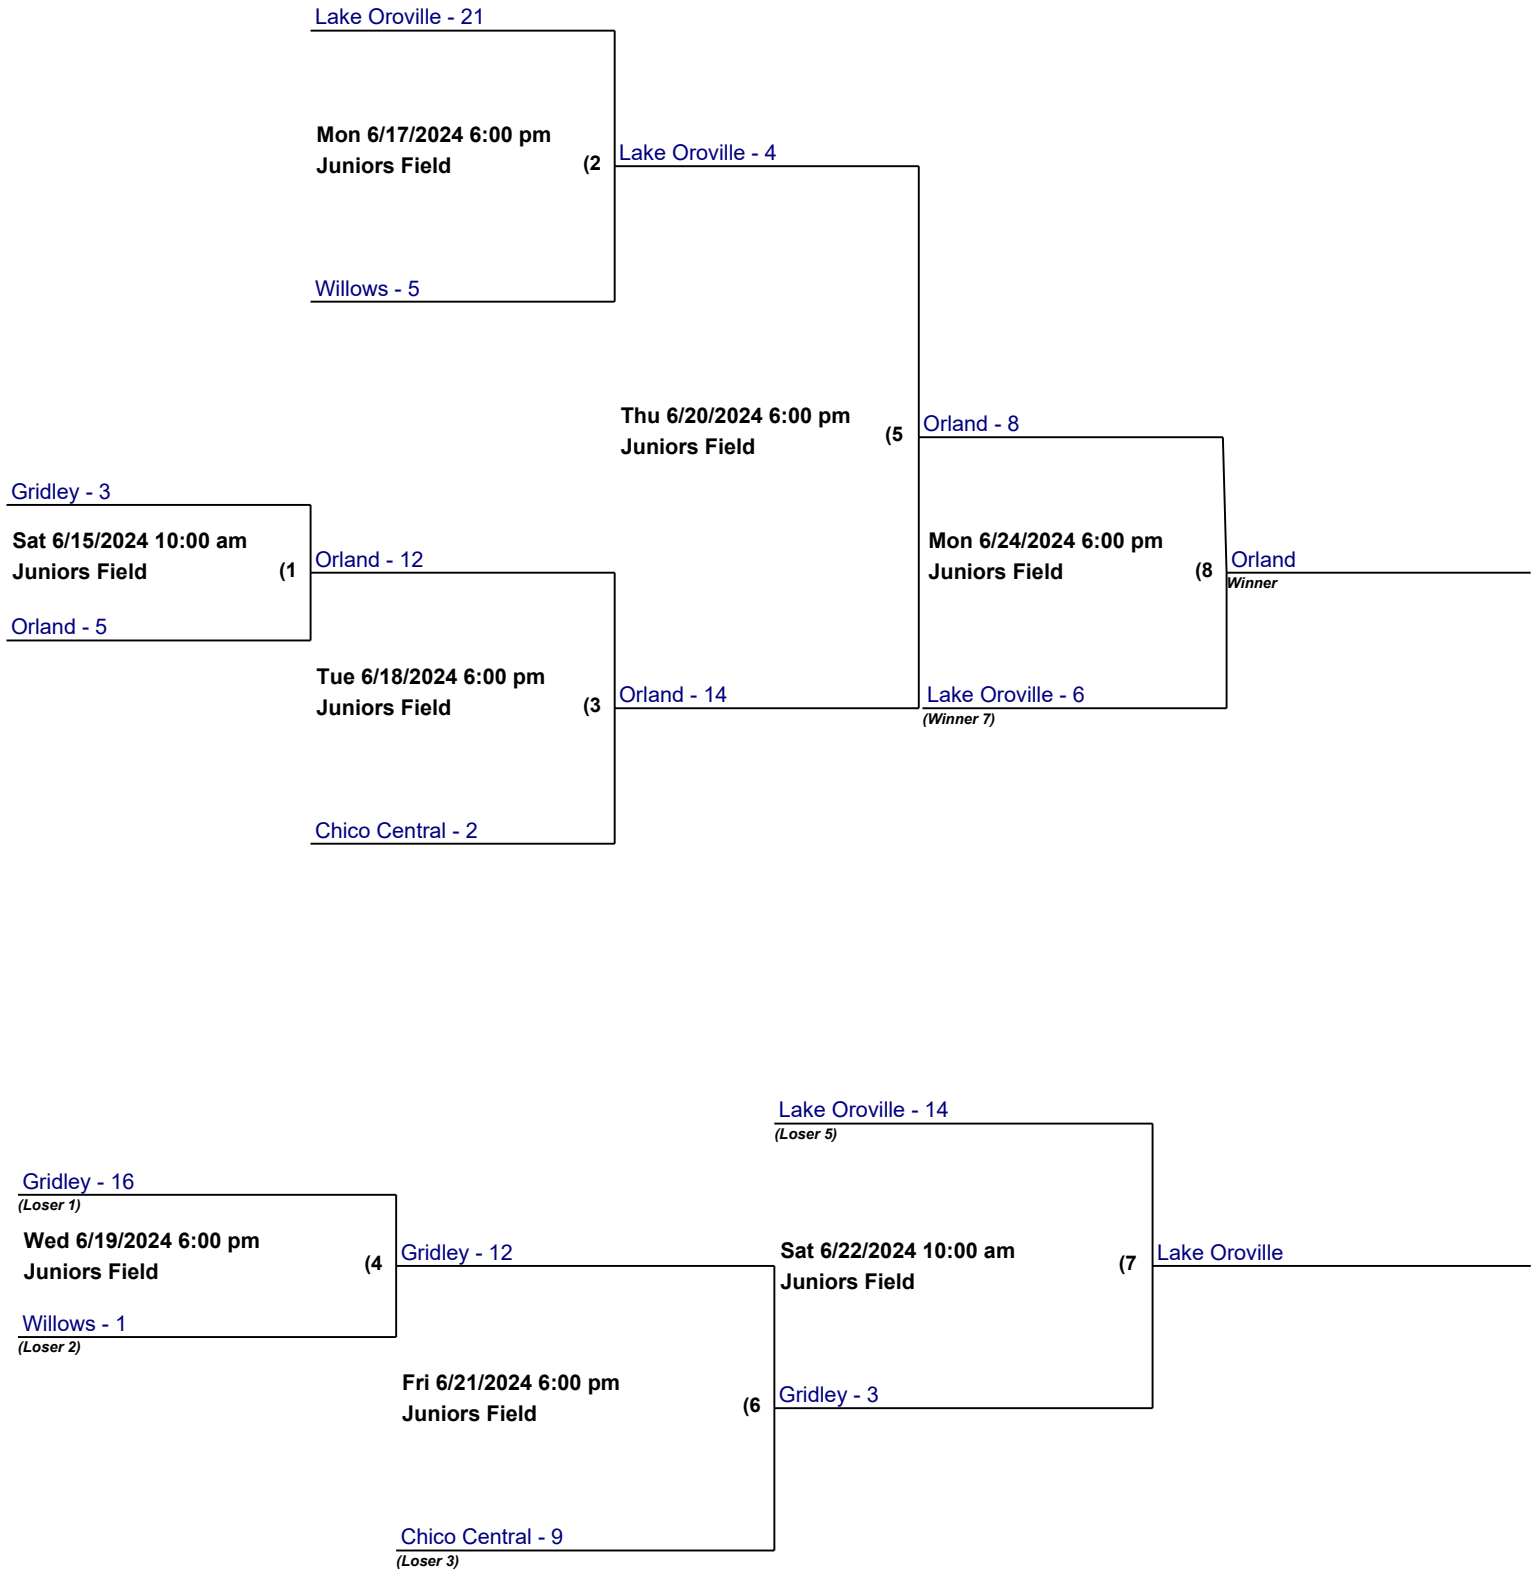 Lake Oroville - 21
Mon 6/17/2024 6:00 pm
Juniors Field
(2
Lake Oroville - 4
Willows - 5
Thu 6/20/2024 6:00 pm
Juniors Field
(5
Orland - 8
Gridley - 3
Sat 6/15/2024 10:00 am
Juniors Field
(1
Orland - 12
Orland - 5
Mon 6/24/2024 6:00 pm
Juniors Field
(8
Orland
Winner
Tue 6/18/2024 6:00 pm
Juniors Field
(3
Orland - 14
Lake Oroville - 6
(Winner 7)
Chico Central - 2
Lake Oroville - 14
(Loser 5)
Gridley - 16
(Loser 1)
Wed 6/19/2024 6:00 pm
Juniors Field
(4
Gridley - 12
Sat 6/22/2024 10:00 am
Juniors Field
(7
Lake Oroville
Willows - 1
(Loser 2)
Fri 6/21/2024 6:00 pm
Juniors Field
(6
Gridley - 3
Chico Central - 9
(Loser 3)